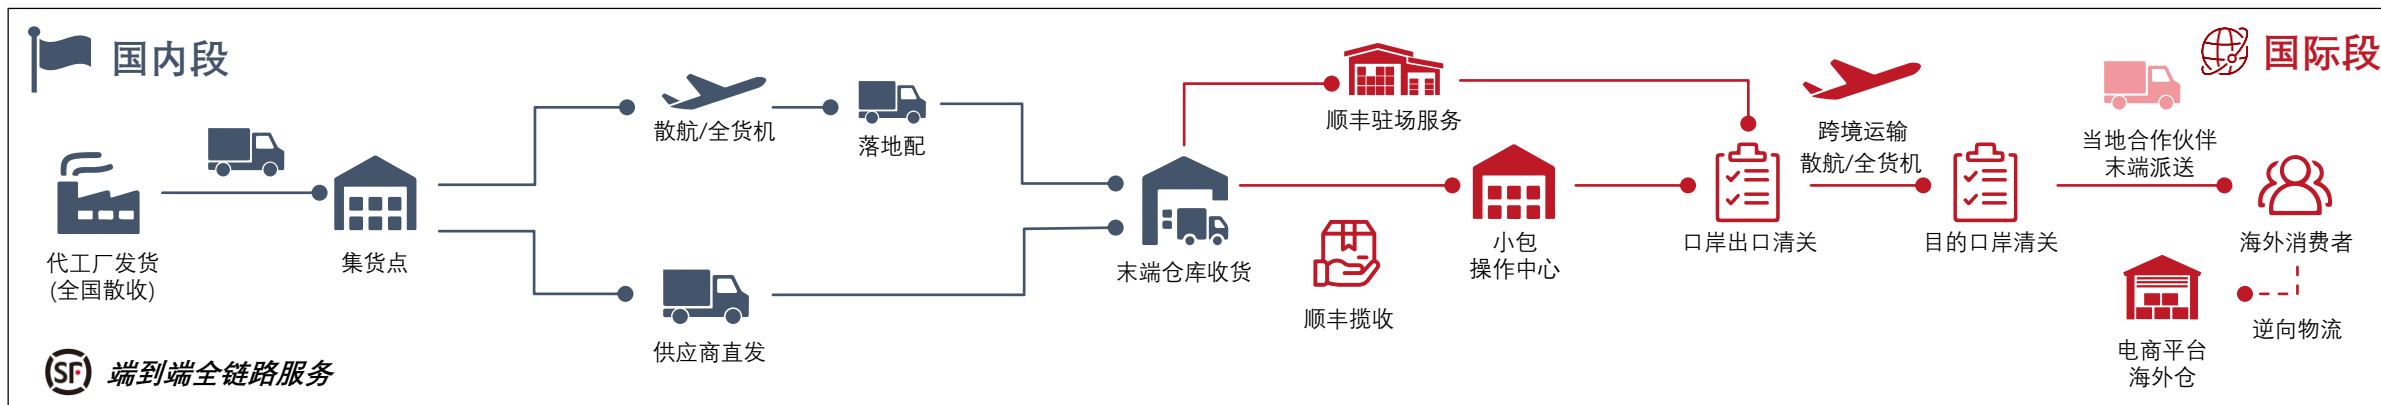 国内段
国际段
代工厂发货
(全国散收)
集货点
散航/全货机
落地配
供应商直发
末端仓库收货
顺丰驻场服务
顺丰揽收
小包
操作中心
口岸出口清关
跨境运输
散航/全货机
目的口岸清关
当地合作伙伴
末端派送
海外消费者
逆向物流
电商平台
海外仓
SF
端到端全链路服务